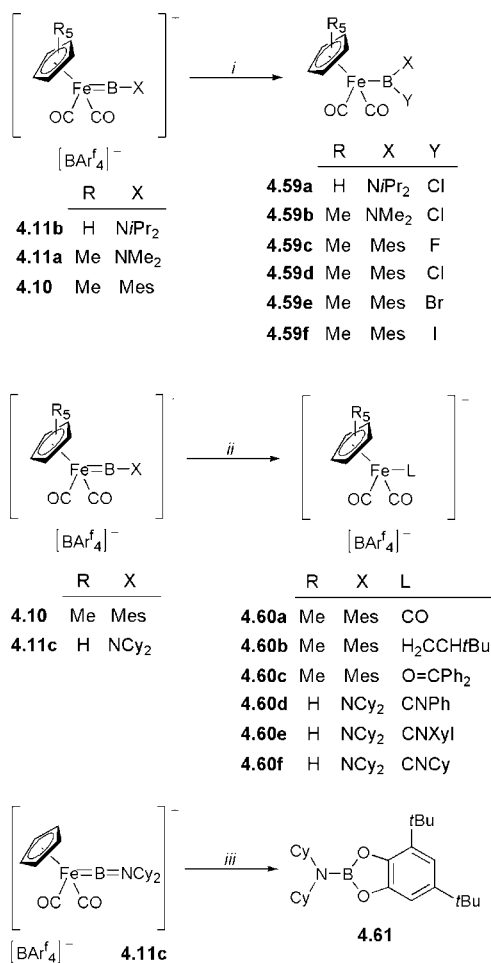 R5
Fe=B–X
OC CO
−
i
R5
Fe–B
X
Y
OC CO
[BArf4]−
R X
4.11b H NiPr2
4.11a Me NMe2
4.10 Me Mes
R X Y
4.59a H NiPr2 Cl
4.59b Me NMe2 Cl
4.59c Me Mes F
4.59d Me Mes Cl
4.59e Me Mes Br
4.59f Me Mes I
R5
Fe=B–X
OC CO
ii
R5
Fe–L
OC CO
−
[BArf4]−
[BArf4]−
R X
4.10 Me Mes
4.11c H NCy2
R X L
4.60a Me Mes CO
4.60b Me Mes H2CCHtBu
4.60c Me Mes O=CPh2
4.60d H NCy2 CNPh
4.60e H NCy2 CNXyl
4.60f H NCy2 CNCy
Fe=B=NCy2
OC CO
−
iii
[BArf4]− 4.11c
Cy
N–B
Cy
O
O
tBu
tBu
4.61